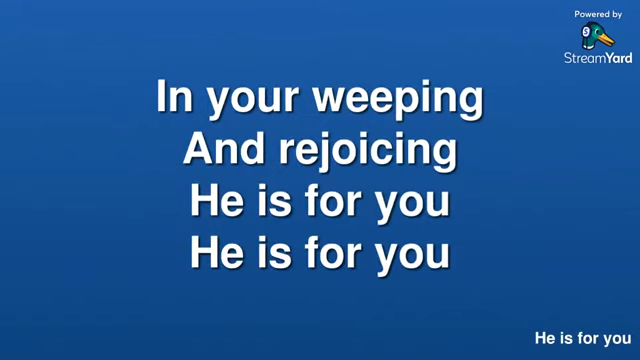 Powered by
StreamYard
In your weeping
And rejoicing
He is for you
He is for you
He is for you